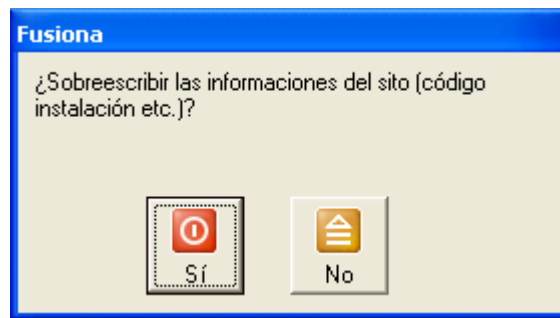 Fusiona
¿Sobreescribir las informaciones del sito (código
instalación etc.)?
Sí
No